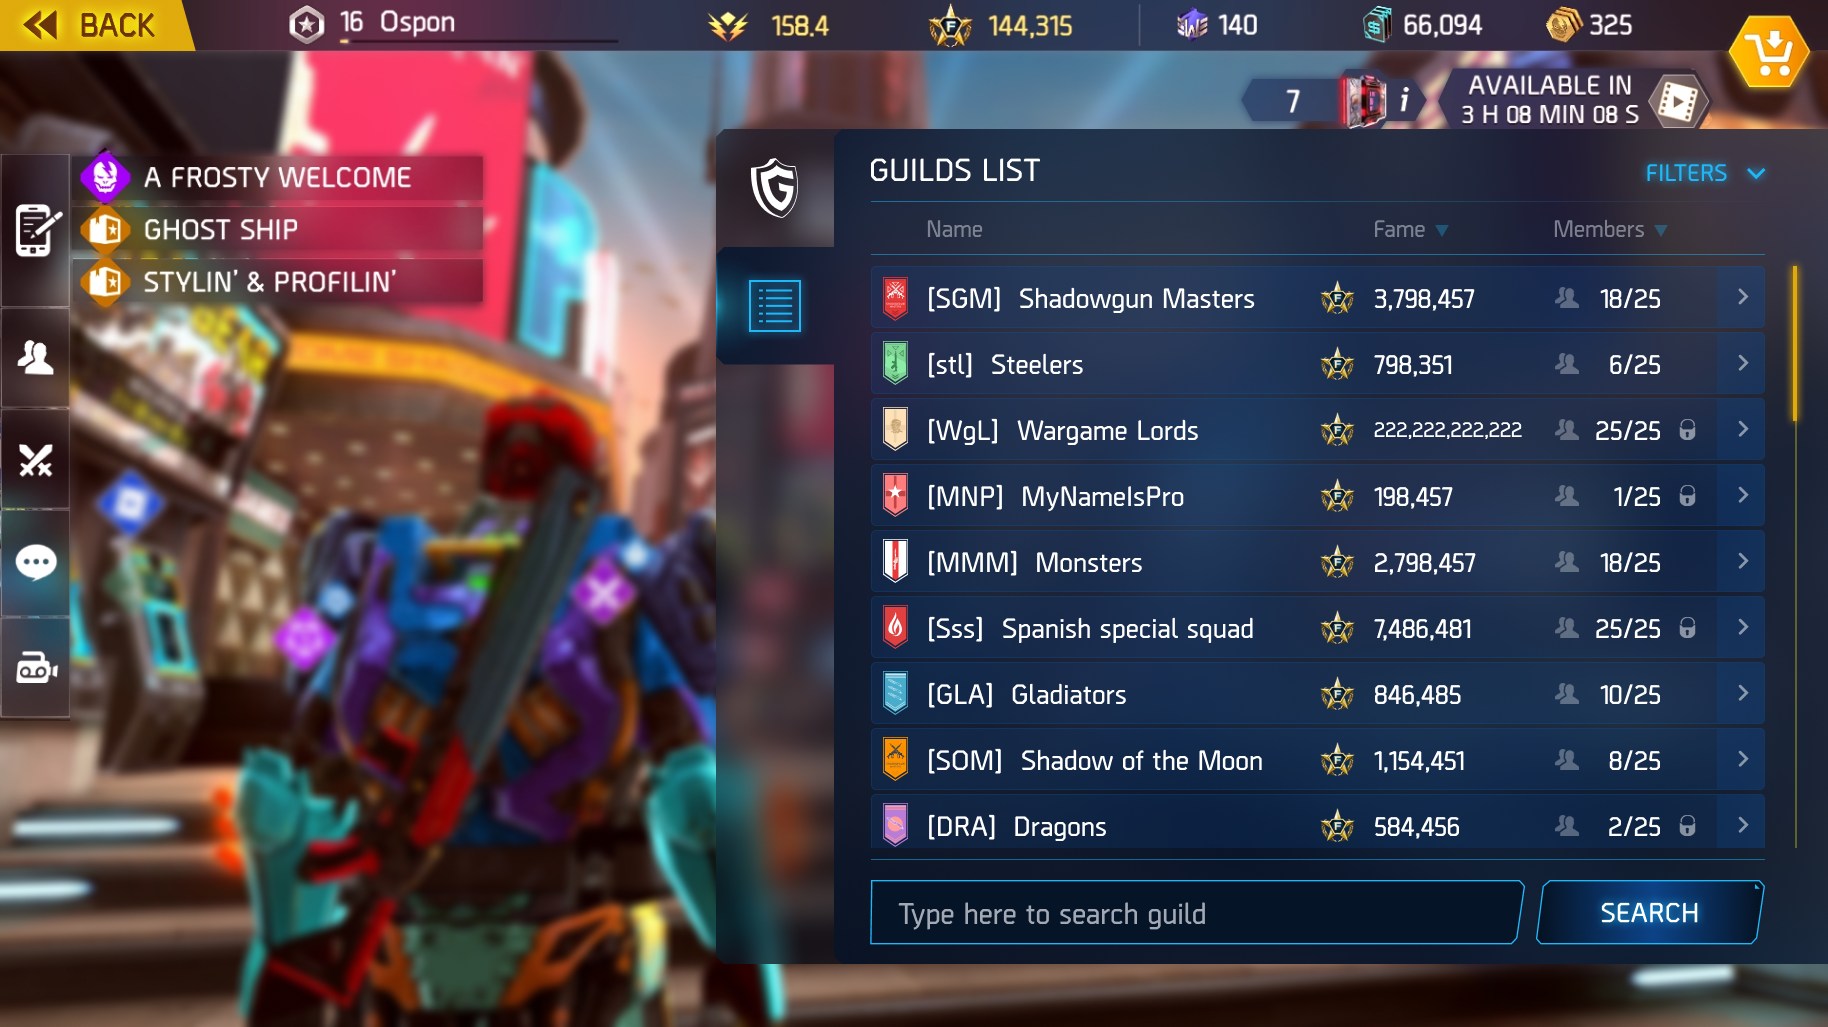 BACK
16 Ospon
158.4
144,315
140
66,094
325
7
i
AVAILABLE IN
3 H 08 MIN 08 S
A FROSTY WELCOME
GHOST SHIP
STYLIN' & PROFILIN'
GUILDS LIST
FILTERS
Name Fame Members
[SGM] Shadowgun Masters 3,798,457 18/25
[stl] Steelers 798,351 6/25
[WgL] Wargame Lords 222,222,222,222 25/25
[MNP] MyNameIsPro 198,457 1/25
[MMM] Monsters 2,798,457 18/25
[Sss] Spanish special squad 7,486,481 25/25
[GLA] Gladiators 846,485 10/25
[SOM] Shadow of the Moon 1,154,451 8/25
[DRA] Dragons 584,456 2/25
Type here to search guild
SEARCH